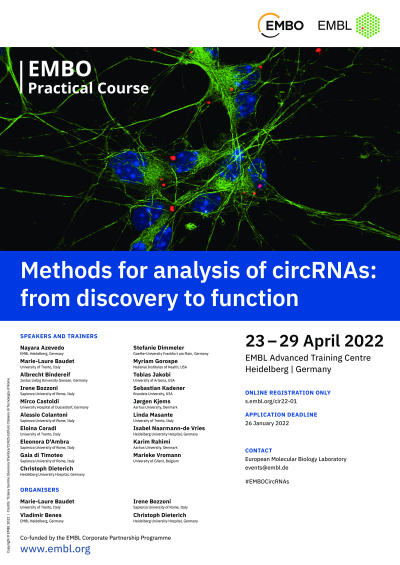 EMBO
EMBL
EMBO
Practical Course
Methods for analysis of circRNAs:
from discovery to function
SPEAKERS AND TRAINERS
Nayara Azevedo
EMBL Heidelberg, Germany
Marie-Laure Baudet
University of Trento, Italy
Albrecht Bindereif
Justus Liebig University Giessen, Germany
Irene Bozzoni
Sapienza University of Rome, Italy
Mirco Castoldi
University Hospital of Dusseldorf, Germany
Alessio Colantoni
Sapienza University of Rome, Italy
Eleina Coradi
University of Trento, Italy
Eleonora D'Ambra
Sapienza University of Rome, Italy
Gaia di Timoteo
Sapienza University of Rome, Italy
Christoph Dieterich
Heidelberg University Hospital, Germany
Stefanie Dimmeler
Goethe-University Frankfurt am Main, Germany
Myriam Gorospe
National Institutes of Health, USA
Tobias Jakobi
University of Arizona, USA
Sebastian Kadener
Brandeis University, USA
Jørgen Kjems
Aarhus University, Denmark
Linda Masante
University of Trento, Italy
Isabel Naarmann-de Vries
Heidelberg University Hospital, Germany
Karim Rahimi
Aarhus University, Denmark
Marieke Vromann
University of Ghent, Belgium
ORGANISERS
Marie-Laure Baudet
University of Trento, Italy
Vladimir Benes
EMBL Heidelberg, Germany
Irene Bozzoni
Sapienza University of Rome, Italy
Christoph Dieterich
Heidelberg University Hospital, Germany
Co-funded by the EMBL Corporate Partnership Programme
www.embl.org
23 – 29 April 2022
EMBL Advanced Training Centre
Heidelberg | Germany
ONLINE REGISTRATION ONLY
s.embl.org/cir22-01
APPLICATION DEADLINE
26 January 2022
CONTACT
European Molecular Biology Laboratory
events@embl.de
#EMBOCircRNAs